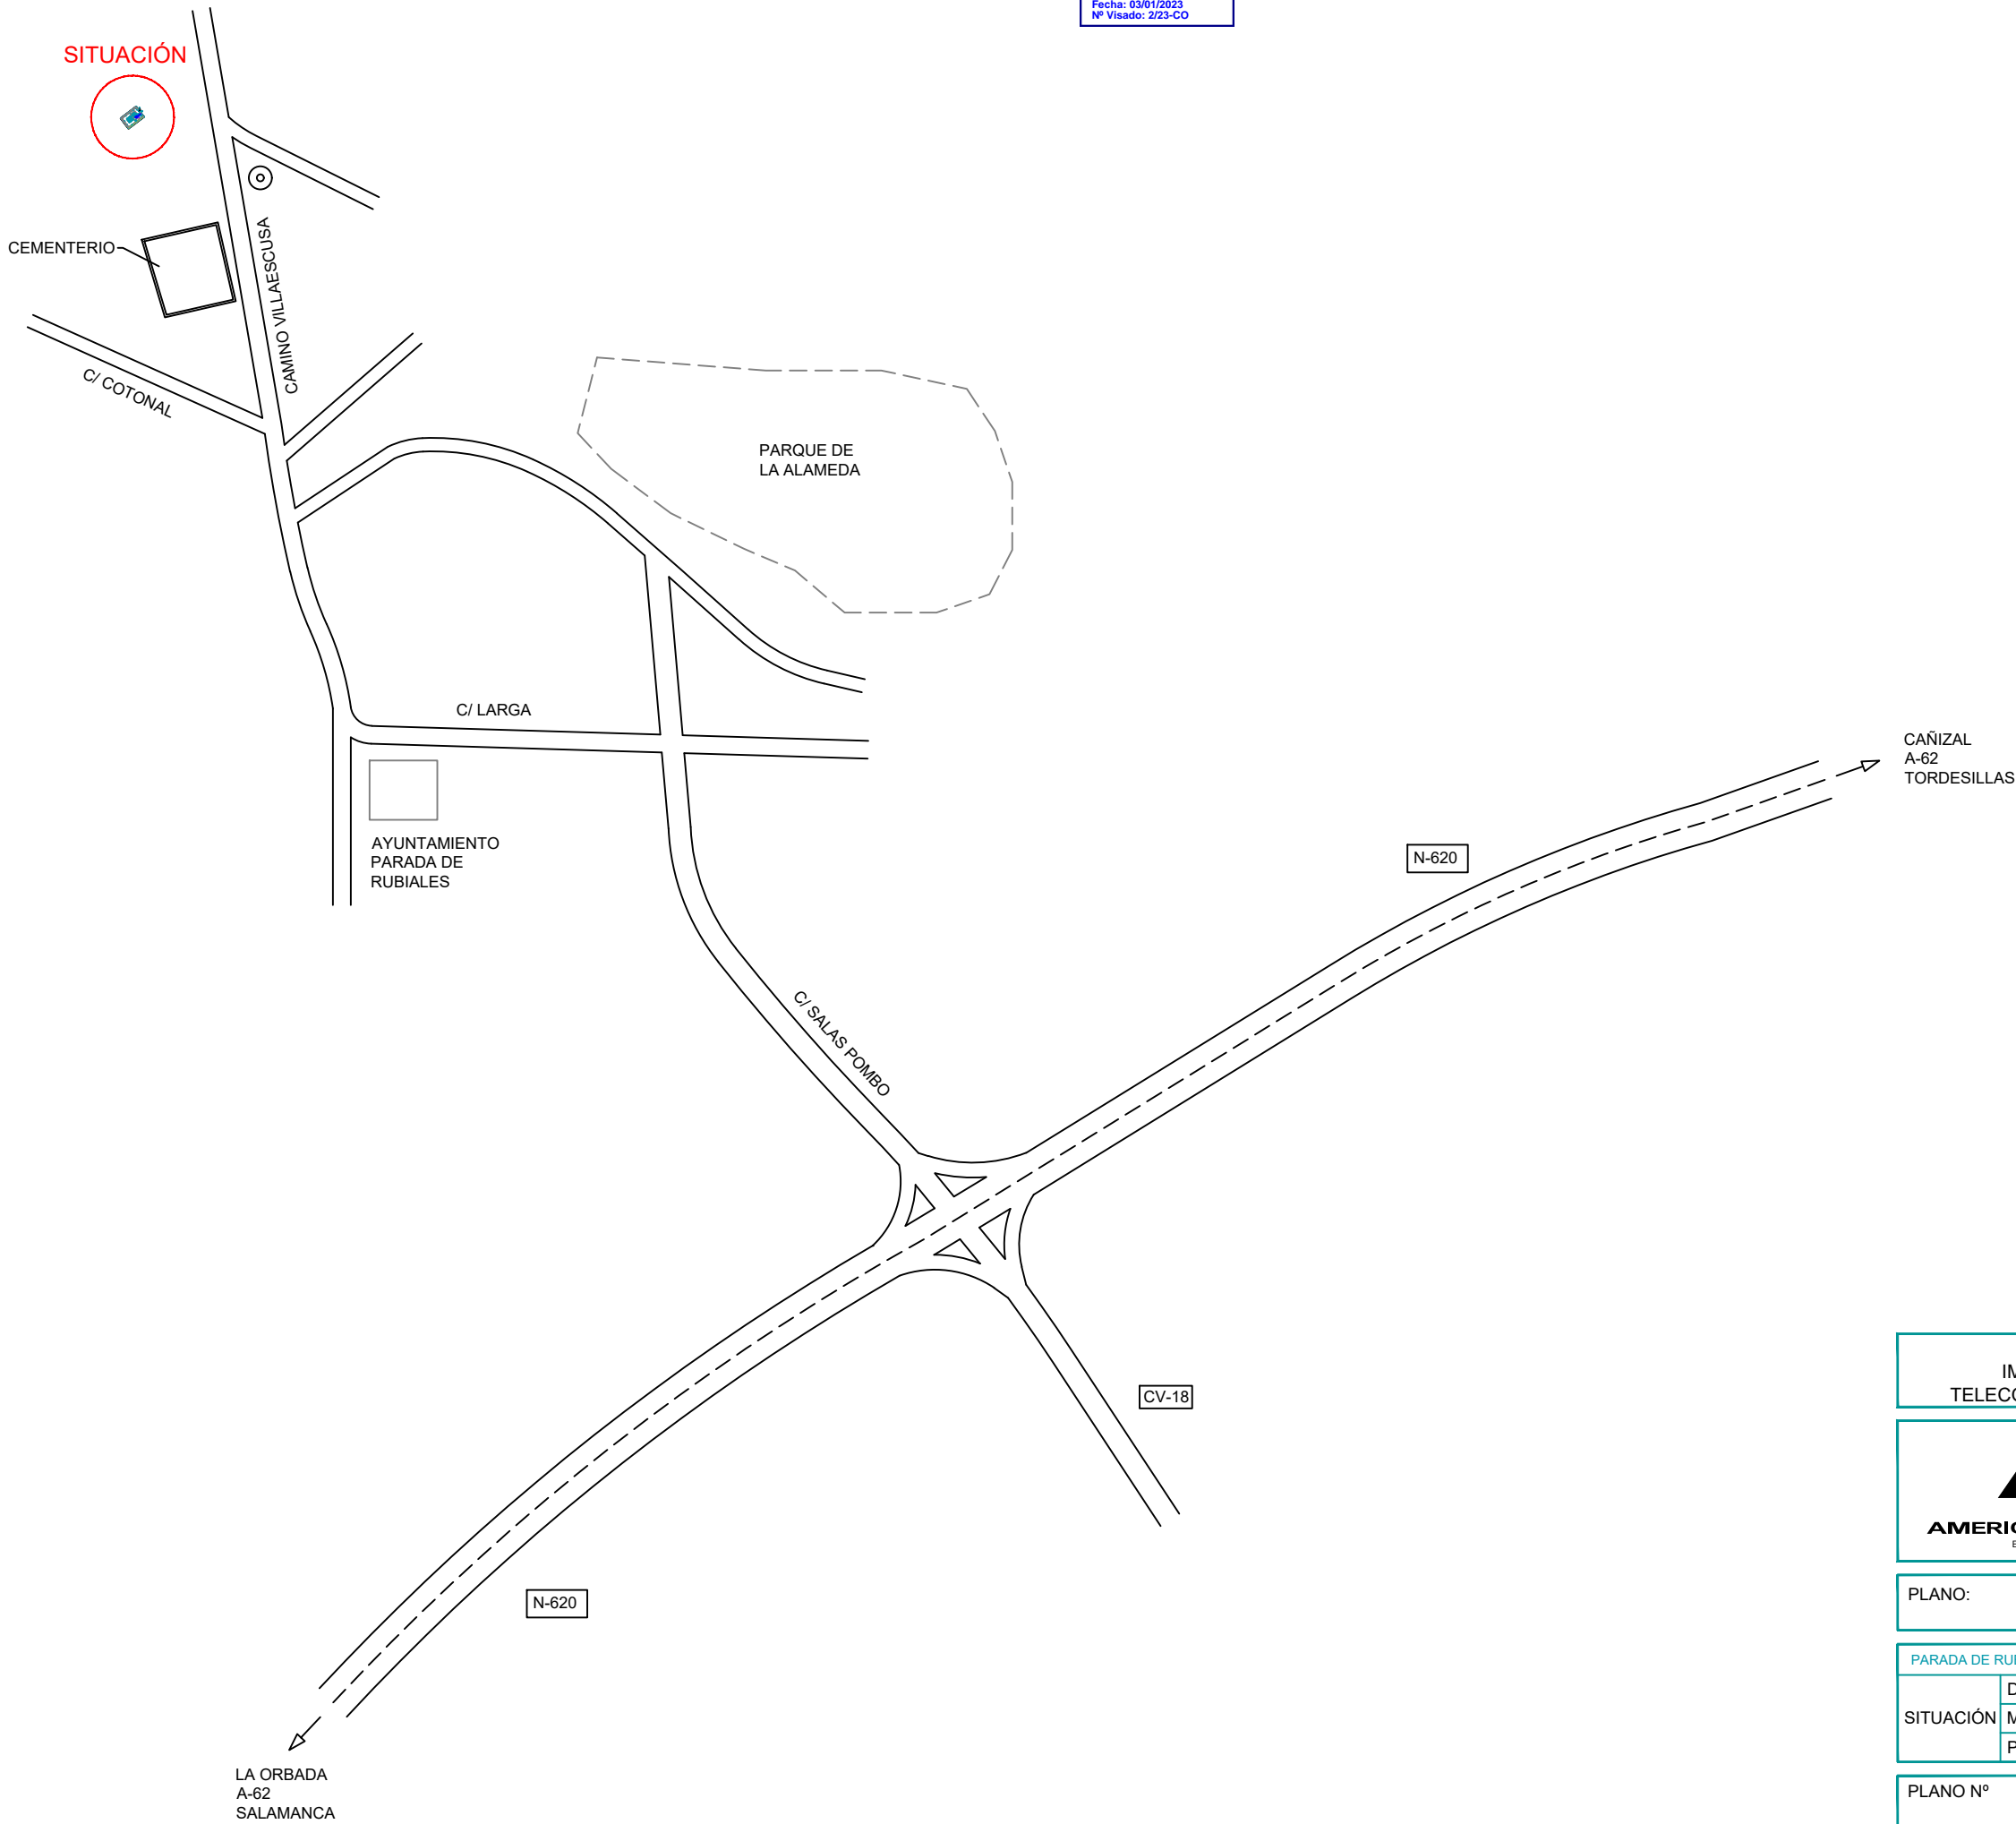 Fecha: 03/01/2023
Nº Visado: 2/23-CO
SITUACIÓN
CEMENTERIO
CAMINO VILLAESCUSA
C/ COTONAL
PARQUE DE
LA ALAMEDA
C/ LARGA
AYUNTAMIENTO
PARADA DE
RUBIALES
CAÑIZAL
A-62
TORDESILLAS
N-620
C/ SALAS POMBO
CV-18
N-620
LA ORBADA
A-62
SALAMANCA
PLANO:
PARADA DE
SITUACIÓN
PLANO Nº